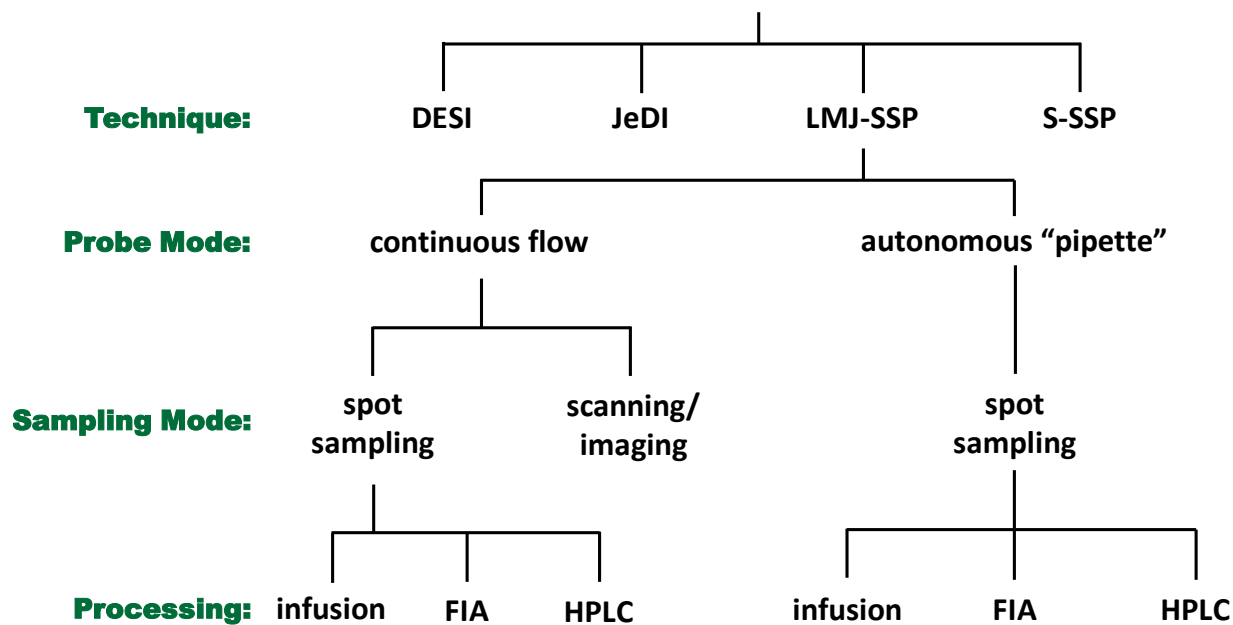 Technique: DESI JeDI LMJ-SSP S-SSP
Probe Mode: continuous flow autonomous “pipette”
Sampling Mode: spot sampling scanning/ imaging spot sampling
Processing: infusion FIA HPLC infusion FIA HPLC